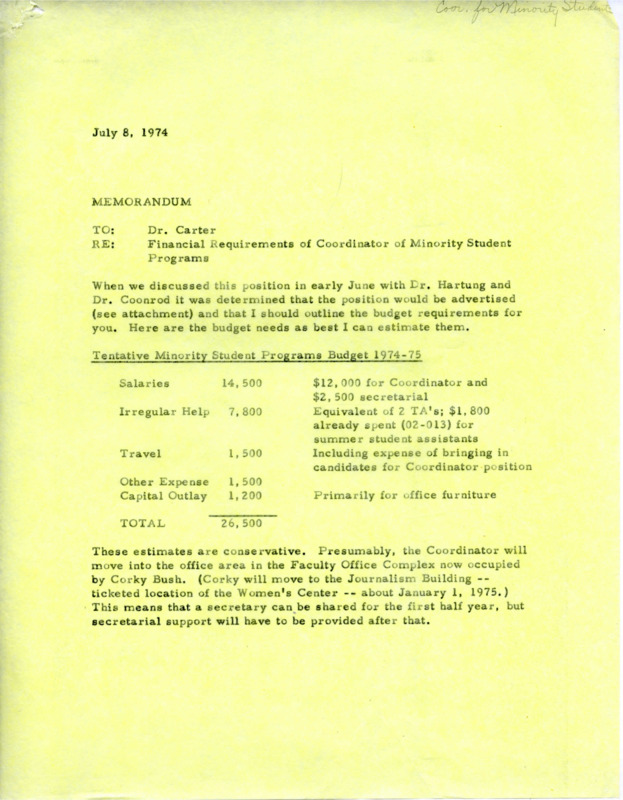 Coor. for Minority Students
July 8, 1974
MEMORANDUM
TO: Dr. Carter
RE: Financial Requirements of Coordinator of Minority Student
Programs
When we discussed this position in early June with Dr. Hartung and
Dr. Coonrod it was determined that the position would be advertised
(see attachment) and that I should outline the budget requirements for
you. Here are the budget needs as best I can estimate them.
Tentative Minority Student Programs Budget 1974-75
Salaries 14,500 $12,000 for Coordinator and
$2,500 secretarial
Irregular Help 7,800 Equivalent of 2 TA's; $1,800
already spent (02-013) for
summer student assistants
Travel 1,500 Including expense of bringing in
candidates for Coordinator position
Other Expense 1,500
Capital Outlay 1,200 Primarily for office furniture
TOTAL 26,500
These estimates are conservative. Presumably, the Coordinator will
move into the office area in the Faculty Office Complex now occupied
by Corky Bush. (Corky will move to the Journalism Building --
ticketed location of the Women's Center -- about January 1, 1975.)
This means that a secretary can be shared for the first half year, but
secretarial support will have to be provided after that.